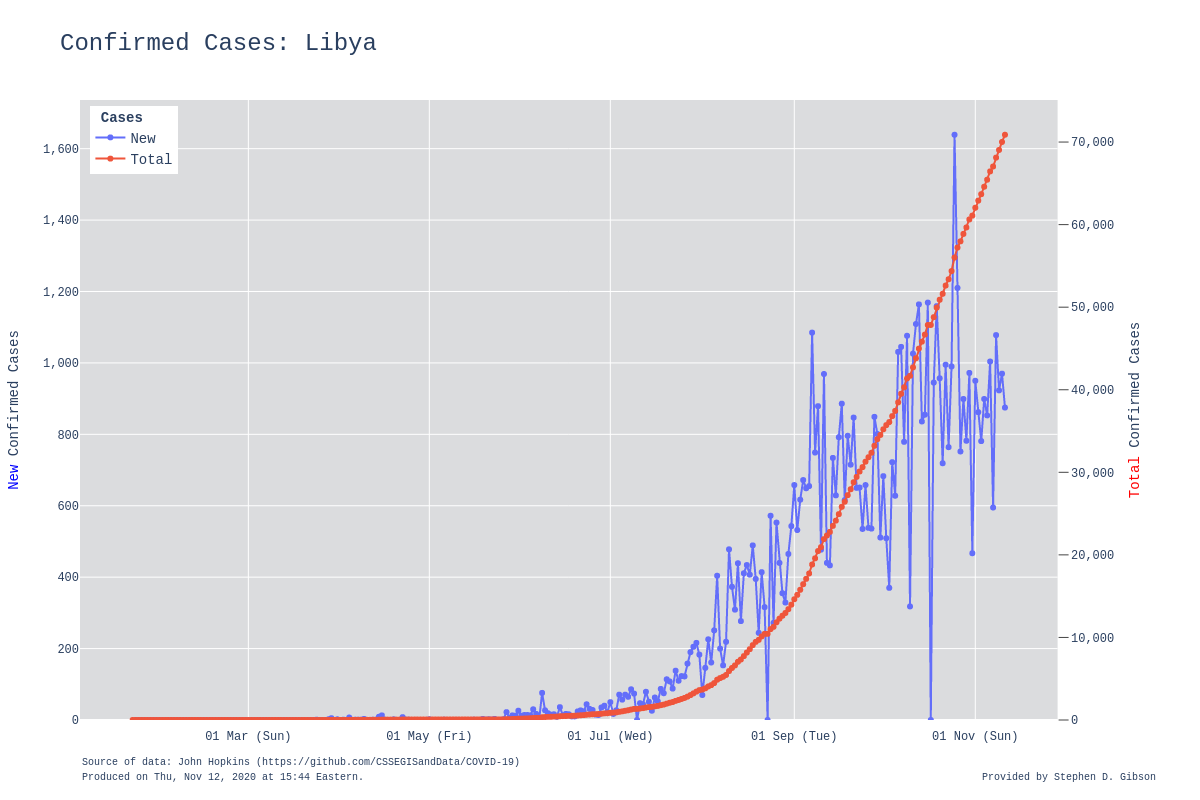 Confirmed Cases: Libya
Cases
New
Total
1,600
1,400
1,200
1,000
800
600
400
200
0
New Confirmed Cases
70,000
60,000
50,000
40,000
30,000
20,000
10,000
0
Total Confirmed Cases
01 Mar (Sun)
01 May (Fri)
01 Jul (Wed)
01 Sep (Tue)
01 Nov (Sun)
Source of data: John Hopkins (https://github.com/CSSEGISandData/COVID-19)
Produced on Thu, Nov 12, 2020 at 15:44 Eastern.
Provided by Stephen D. Gibson